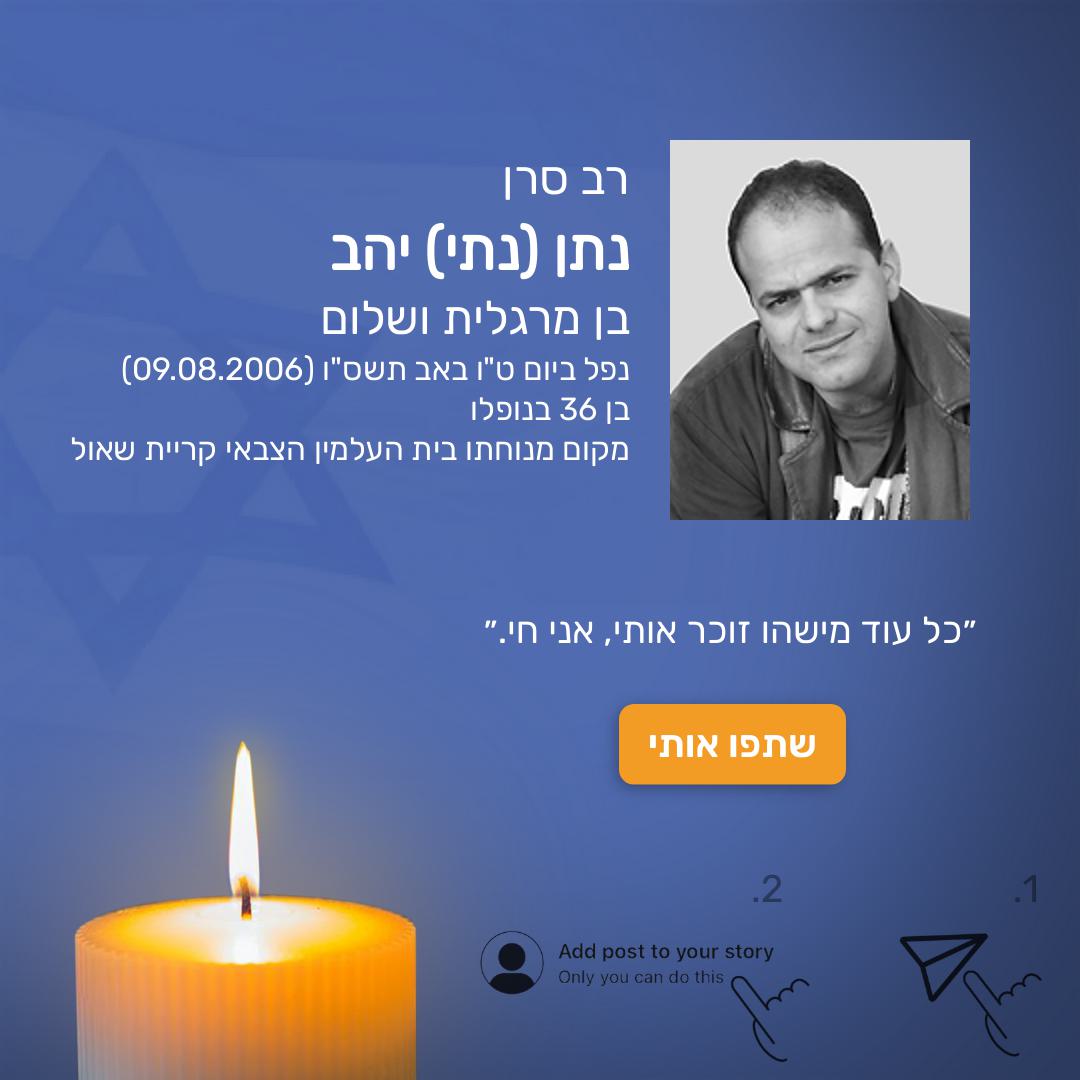 רב סרן
נתן (נתי) יהב
בן מרגלית ושלום
נפל ביום ט"ו באב תשס"ו (09.08.2006)
בן 36 בנופלו
מקום מנוחתו בית העלמין הצבאי קריית שאול
״כל עוד מישהו זוכר אותי, אני חי.״
שתפו אותי
.1
.2
Add post to your story
Only you can do this